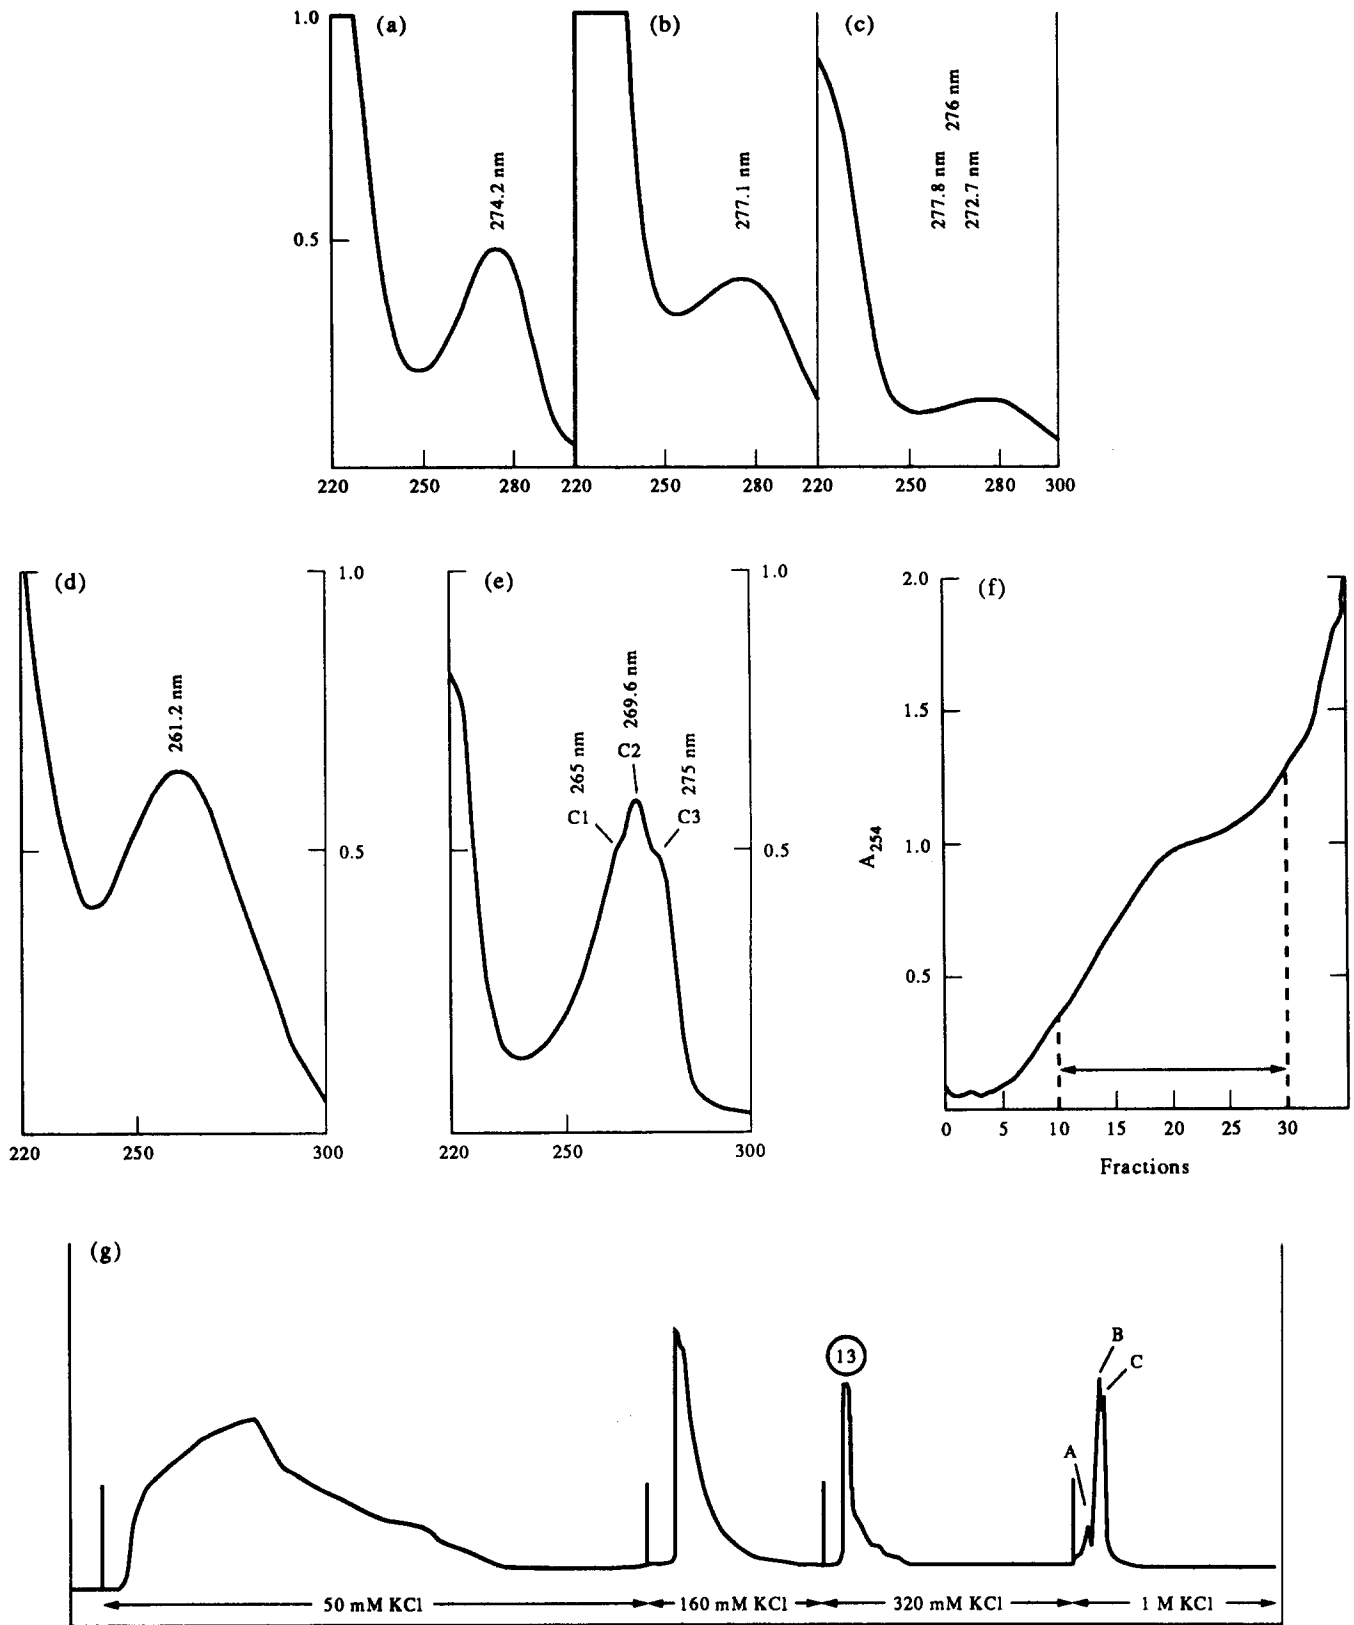 1.0
(a)
(b)
(c)
0.5
274.2 nm
277.1 nm
277.8 nm
276 nm
272.7 nm
220 250 280 220 250 280 220 250 280 300
(d)
1.0
261.2 nm
0.5
220 250 300
(e)
1.0
265 nm
269.6 nm
275 nm
C1
C2
C3
0.5
220 250 300
(f)
2.0
1.5
1.0
0.5
A254
0 5 10 15 20 25 30
Fractions
(g)
13
A
B
C
50 mM KCl
160 mM KCl
320 mM KCl
1 M KCl